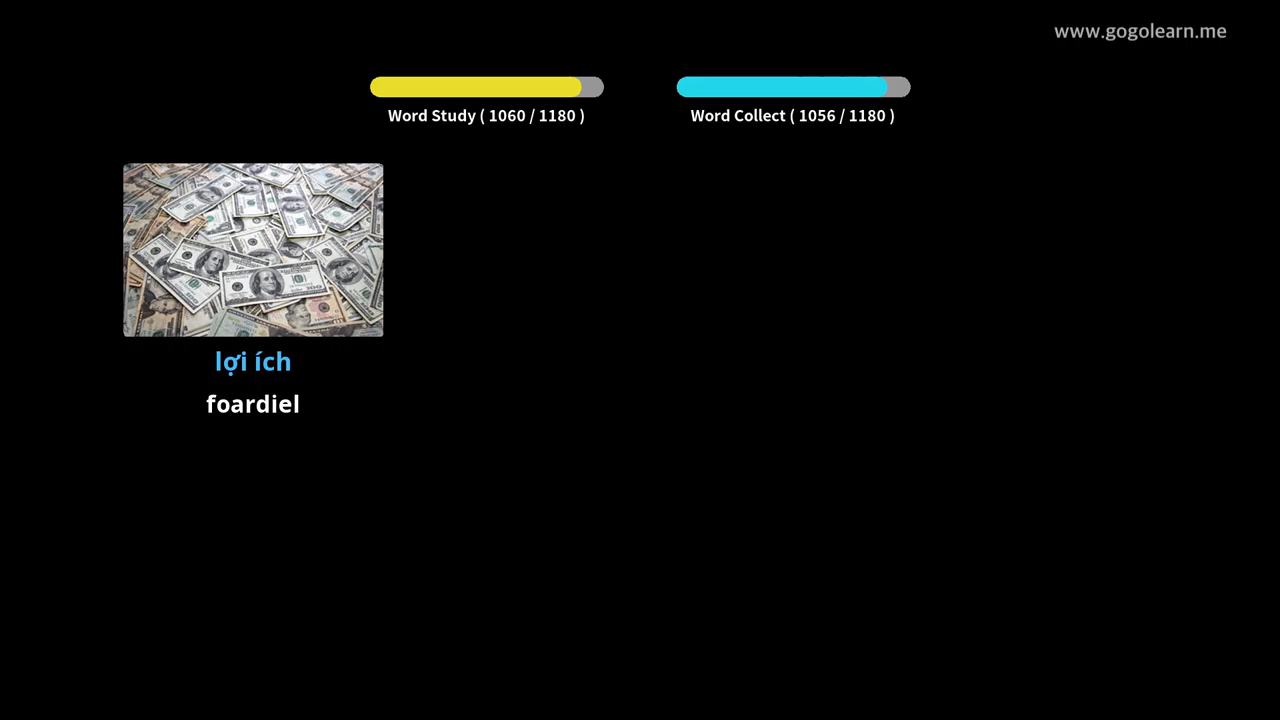 www.gogolearn.me
Word Study ( 1060 / 1180 )
Word Collect ( 1056 / 1180 )
lợi ích
foardiel